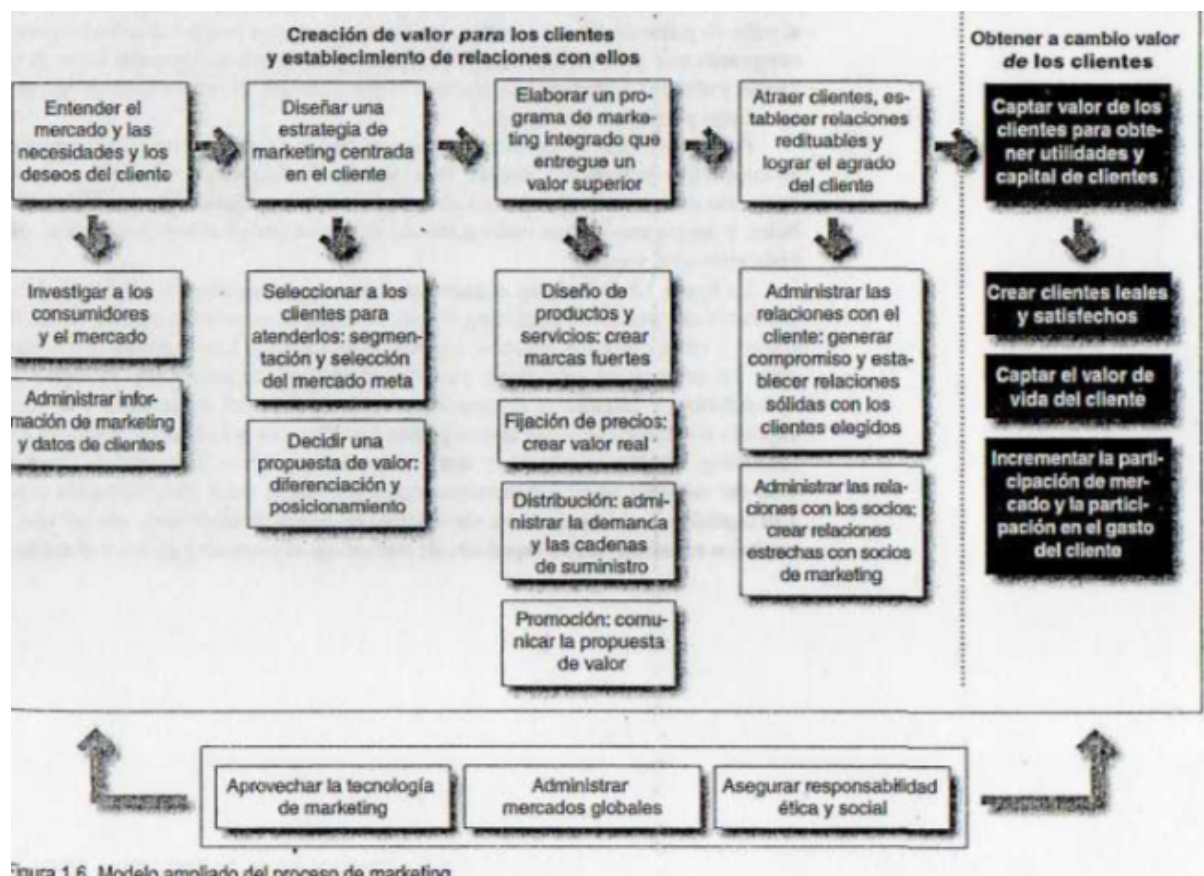 Creación de valor para los clientes
y establecimiento de relaciones con ellos
Obtener a cambio valor
de los clientes
Entender el
mercado y las
necesidades y los
deseos del cliente
Diseñar una
estrategia de
marketing centrada
en el cliente
Elaborar un pro-
grama de marke-
ting integrado que
entregue un
valor superior
Atraer clientes, es-
tablecer relaciones
redituables y
lograr el agrado
del cliente
Captar valor de los
clientes para obte-
ner utilidades y
capital de clientes
Investigar a los
consumidores
y el mercado
Administrar infor-
mación de marketing
y datos de clientes
Seleccionar a los
clientes para
atenderlos: segmen-
tación y selección
del mercado meta
Decidir una
propuesta de valor:
diferenciación y
posicionamiento
Diseño de
productos y
servicios: crear
marcas fuertes
Fijación de precios:
crear valor real
Distribución: admi-
nistrar la demanda
y las cadenas
de suministro
Promoción: comu-
nicar la propuesta
de valor
Administrar las
relaciones con el
cliente: generar
compromiso y esta-
blecer relaciones
sólidas con los
clientes elegidos
Administrar las rela-
ciones con los socios:
crear relaciones
estrechas con socios
de marketing
Crear clientes leales
y satisfechos
Captar el valor de
vida del cliente
Incrementar la parti-
cipación de mer-
cado y la partici-
pación en el gasto
del cliente
Aprovechar la tecnología
de marketing
Administrar
mercados globales
Asegurar responsabilidad
ética y social
Figura 1.6 Modelo ampliado del proceso de marketing